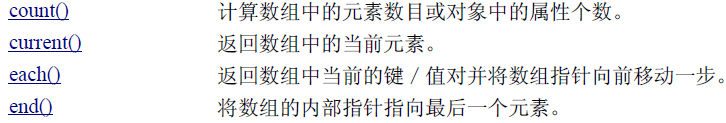 count() 计算数组中的元素数目或对象中的属性个数。
current() 返回数组中的当前元素。
each() 返回数组中当前的键／值对并将数组指针向前移动一步。
end() 将数组的内部指针指向最后一个元素。